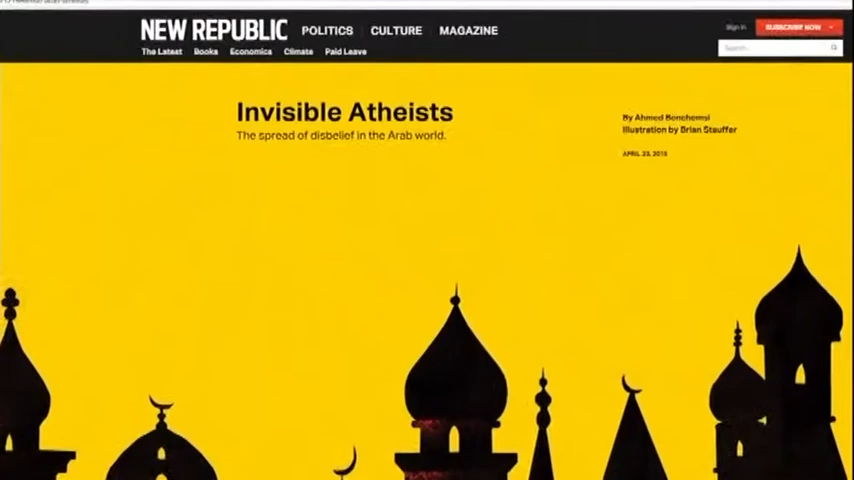 NEW REPUBLIC POLITICS CULTURE MAGAZINE
Sign In SUBSCRIBE NOW
The Latest Books Economics Climate Paid Leave
Search...
Invisible Atheists
The spread of disbelief in the Arab world.
By Ahmed Benchemsi
Illustration by Brian Stauffer
APRIL 23, 2015